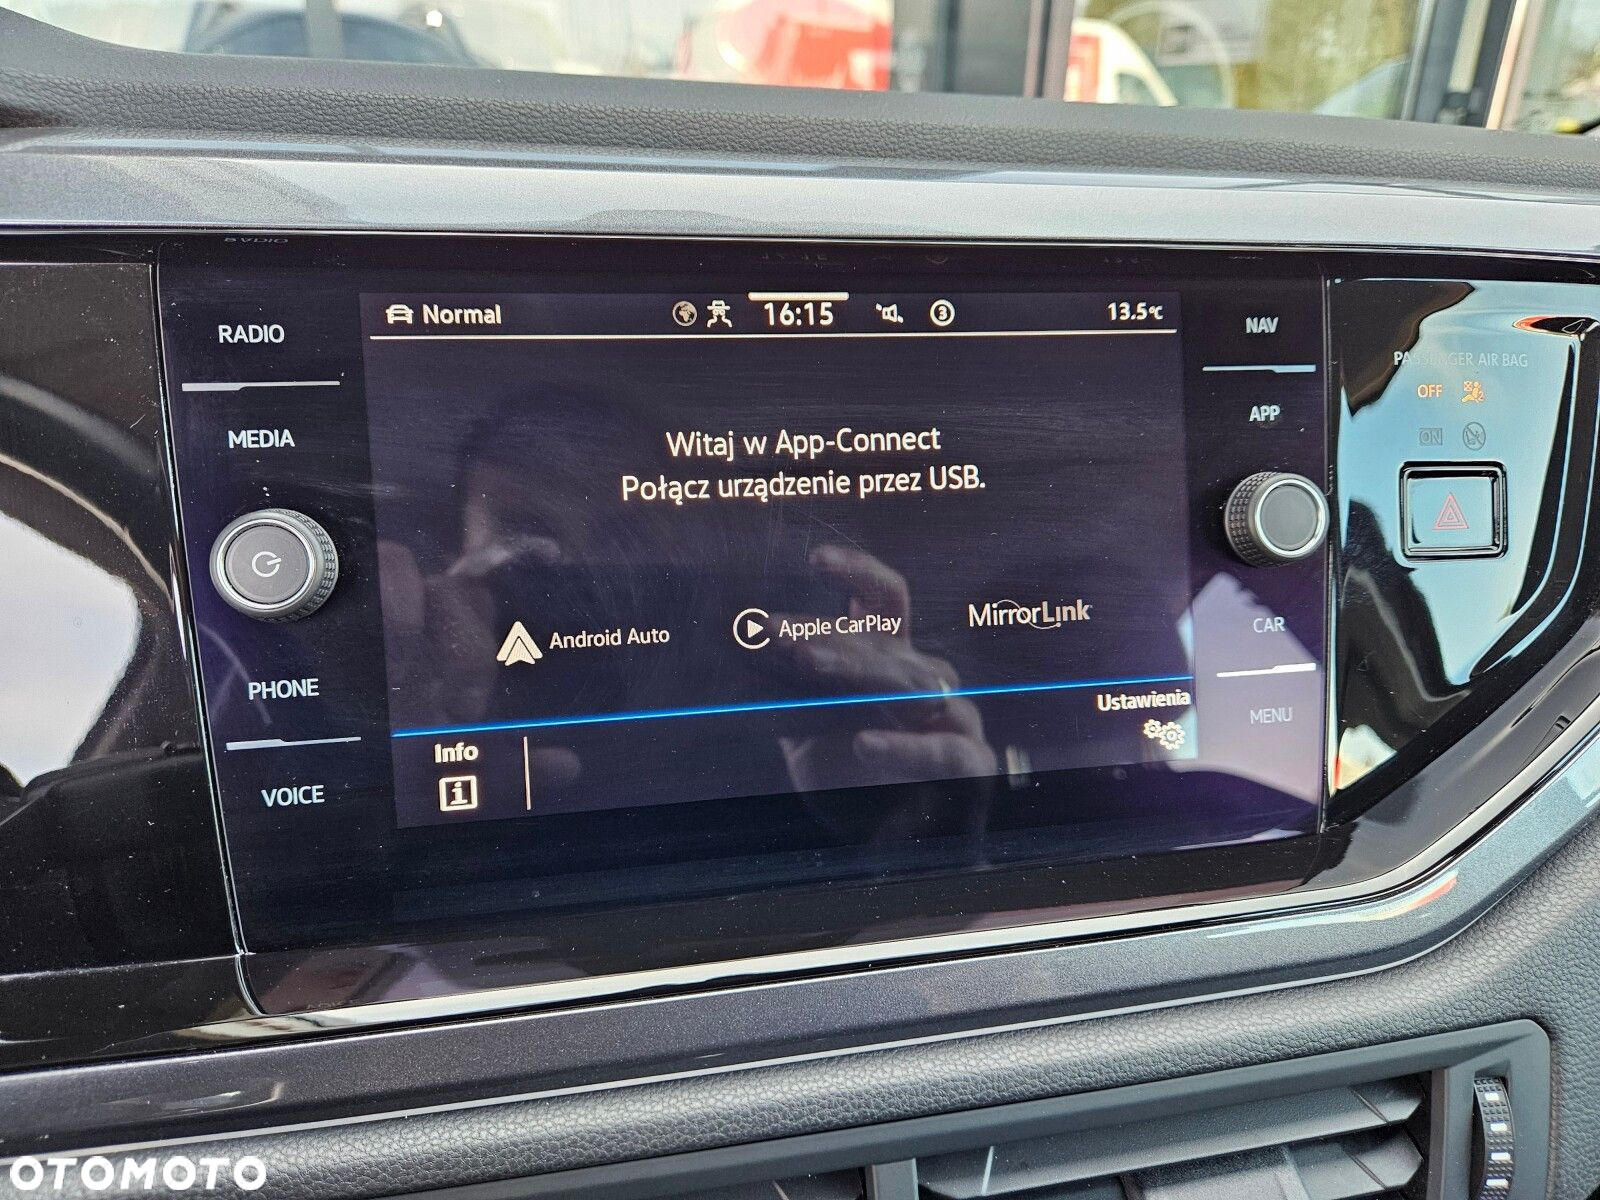 RADIO
MEDIA
PHONE
VOICE
Normal
16:15
3
13.5°C
Witaj w App-Connect
Połącz urządzenie przez USB.
Android Auto
Apple CarPlay
MirrorLink
Ustawienia
Info
i
NAV
APP
CAR
MENU
PASSENGER AIR BAG
OFF
ON
OTOMOTO